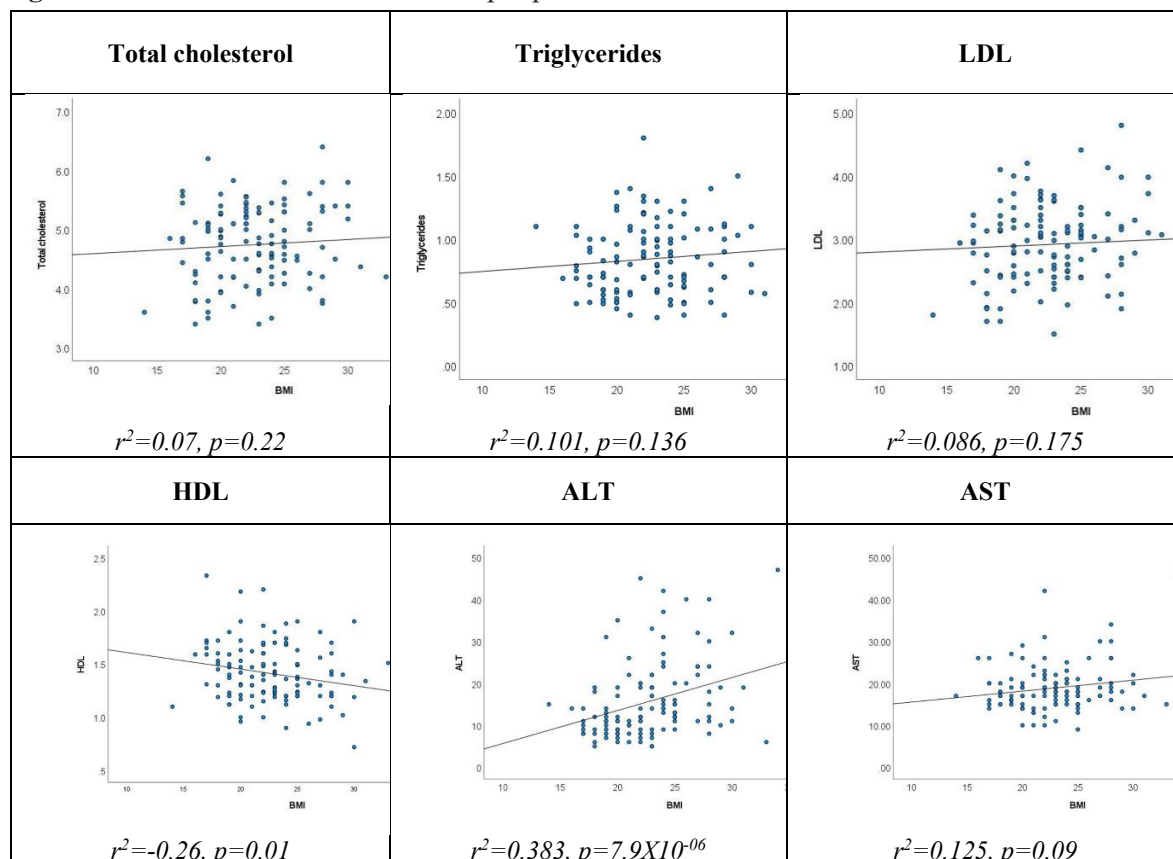 Total cholesterol
Triglycerides
LDL
7.0
6.0
5.0
4.0
3.0
Total cholesterol
10 15 20 25 30
BMI
2.00
1.50
1.00
.50
.00
Triglycerides
10 15 20 25 30
BMI
5.00
4.00
3.00
2.00
1.00
LDL
10 15 20 25 30
BMI
r²=0.07, p=0.22
r²=0.101, p=0.136
r²=0.086, p=0.175
HDL
ALT
AST
2.5
2.0
1.5
1.0
.5
HDL
10 15 20 25 30
BMI
50
40
30
20
10
0
ALT
10 15 20 25 30
BMI
50.00
40.00
30.00
20.00
10.00
.00
AST
10 15 20 25 30
BMI
r²=-0.26, p=0.01
r²=0.383, p=7.9X10⁻⁰⁶
r²=0.125, p=0.09